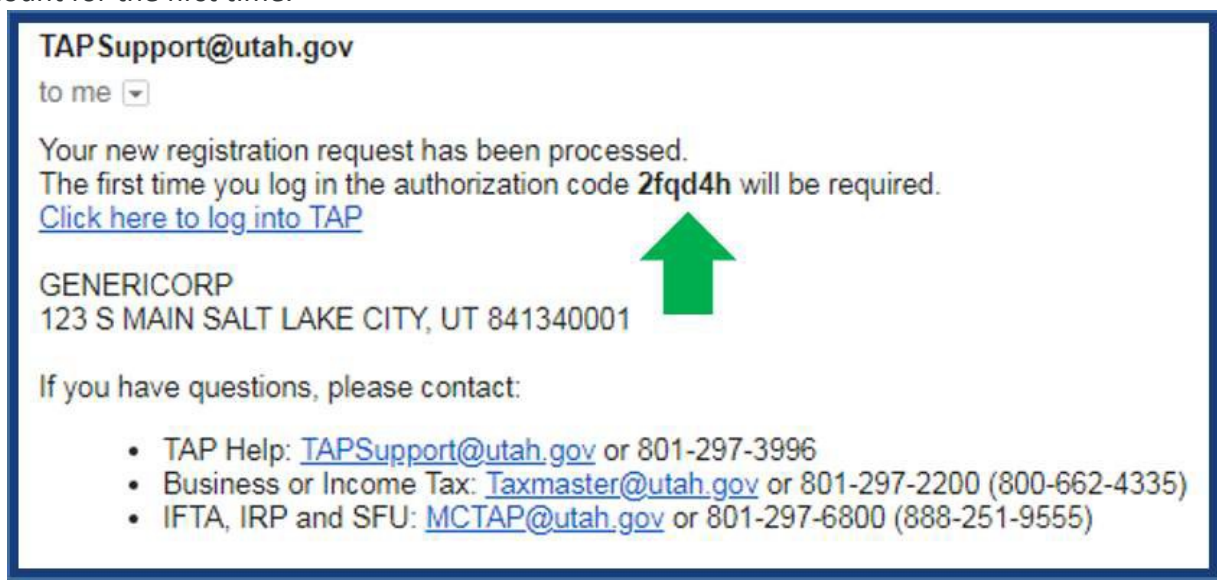 for the first time.
TAPSupport@utah.gov
to me
Your new registration request has been processed.
The first time you log in the authorization code 2fqd4h will be required.
Click here to log into TAP
GENERICORP
123 S MAIN SALT LAKE CITY, UT 841340001
If you have questions, please contact:
• TAP Help: TAPSupport@utah.gov or 801-297-3996
• Business or Income Tax: Taxmaster@utah.gov or 801-297-2200 (800-662-4335)
• IFTA, IRP and SFU: MCTAP@utah.gov or 801-297-6800 (888-251-9555)